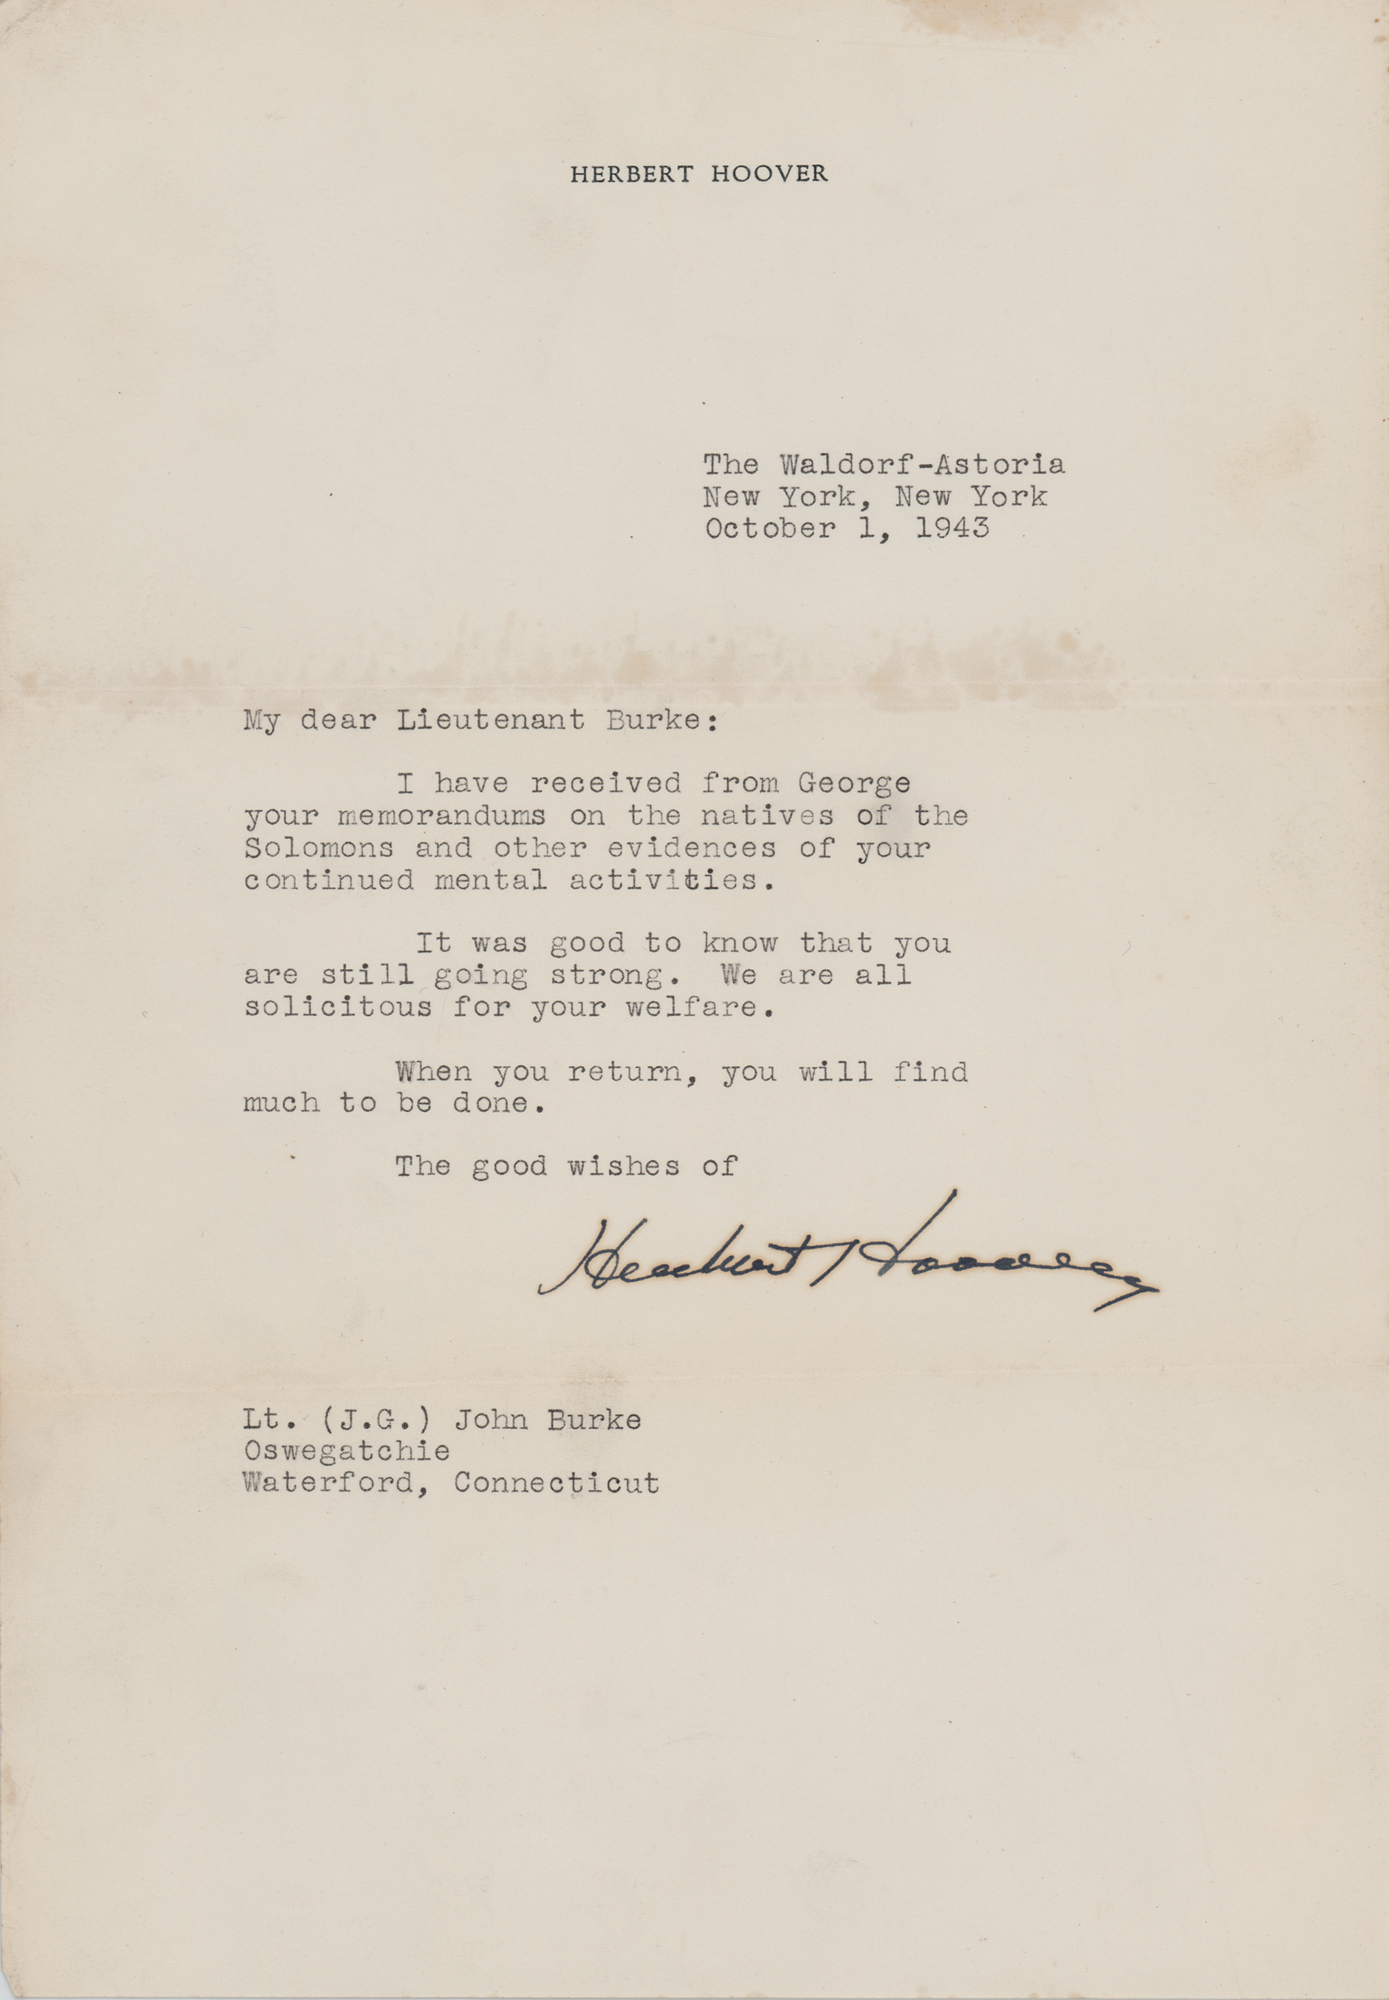 HERBERT HOOVER
The Waldorf-Astoria
New York, New York
October 1, 1943
My dear Lieutenant Burke:
I have received from George
your memorandums on the natives of the
Solomons and other evidences of your
continued mental activities.
It was good to know that you
are still going strong. We are all
solicitous for your welfare.
When you return, you will find
much to be done.
The good wishes of
Herbert Hoover
Lt. (J.G.) John Burke
Oswegatchie
Waterford, Connecticut